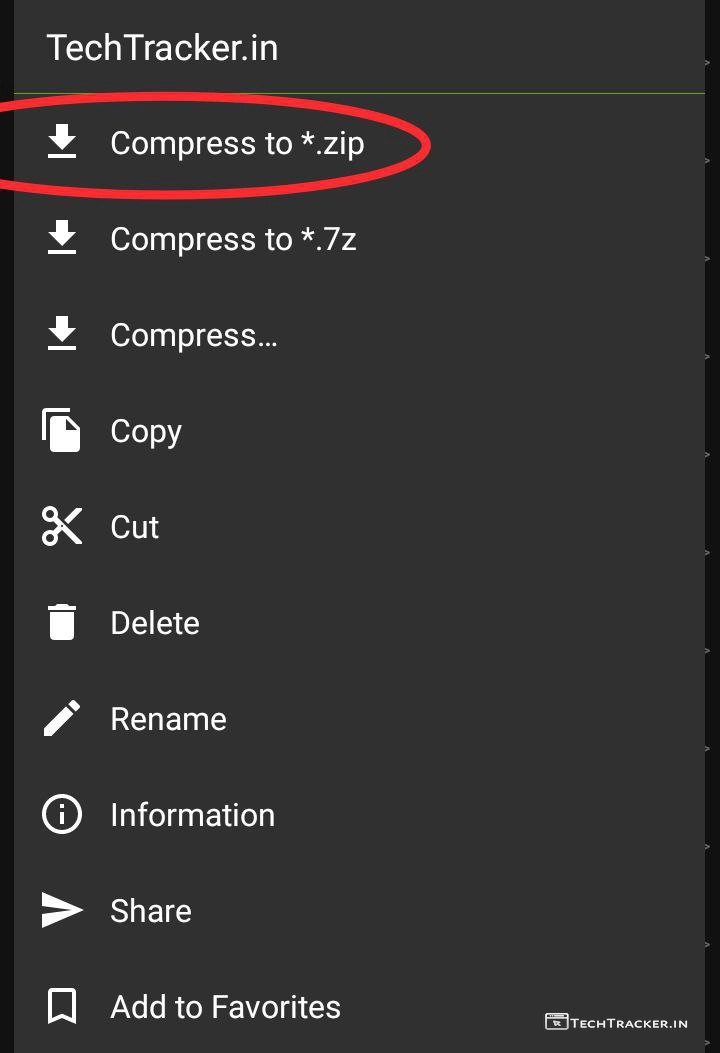 TechTracker.in
Compress to *.zip
Compress to *.7z
Compress...
Copy
Cut
Delete
Rename
Information
Share
Add to Favorites
TECHTRACKER.IN